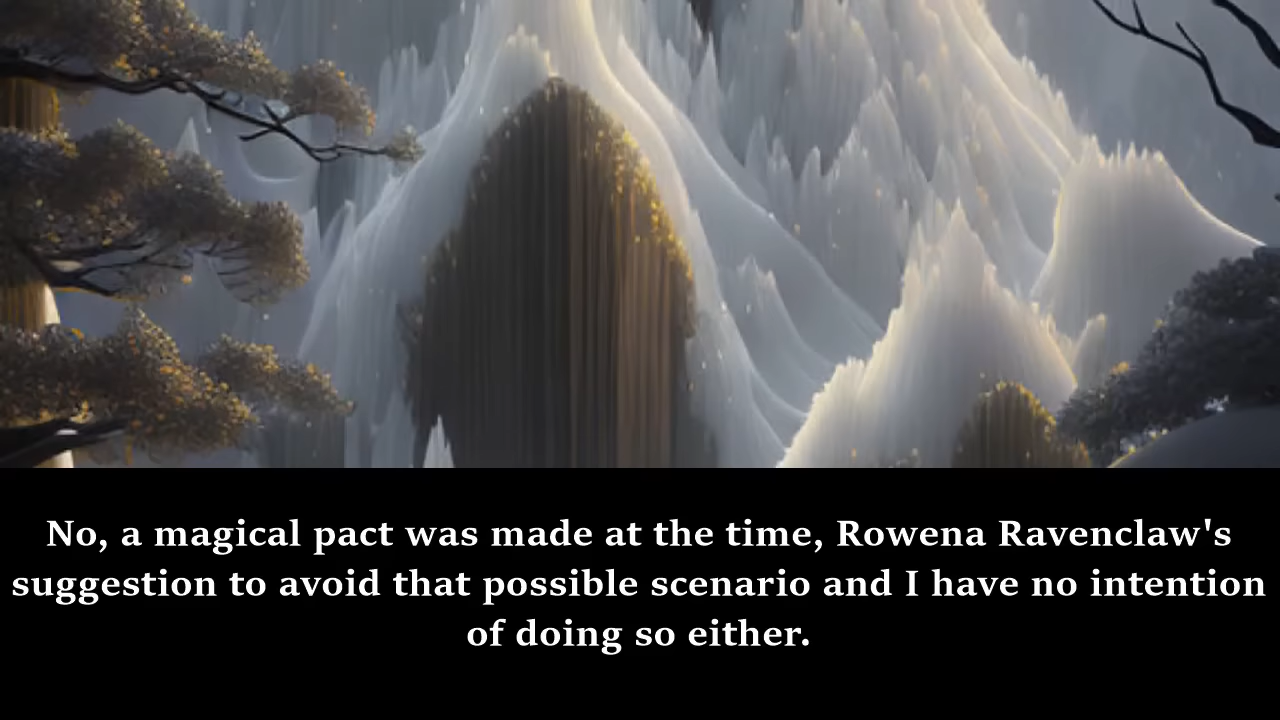 No, a magical pact was made at the time, Rowena Ravenclaw's
suggestion to avoid that possible scenario and I have no intention
of doing so either.